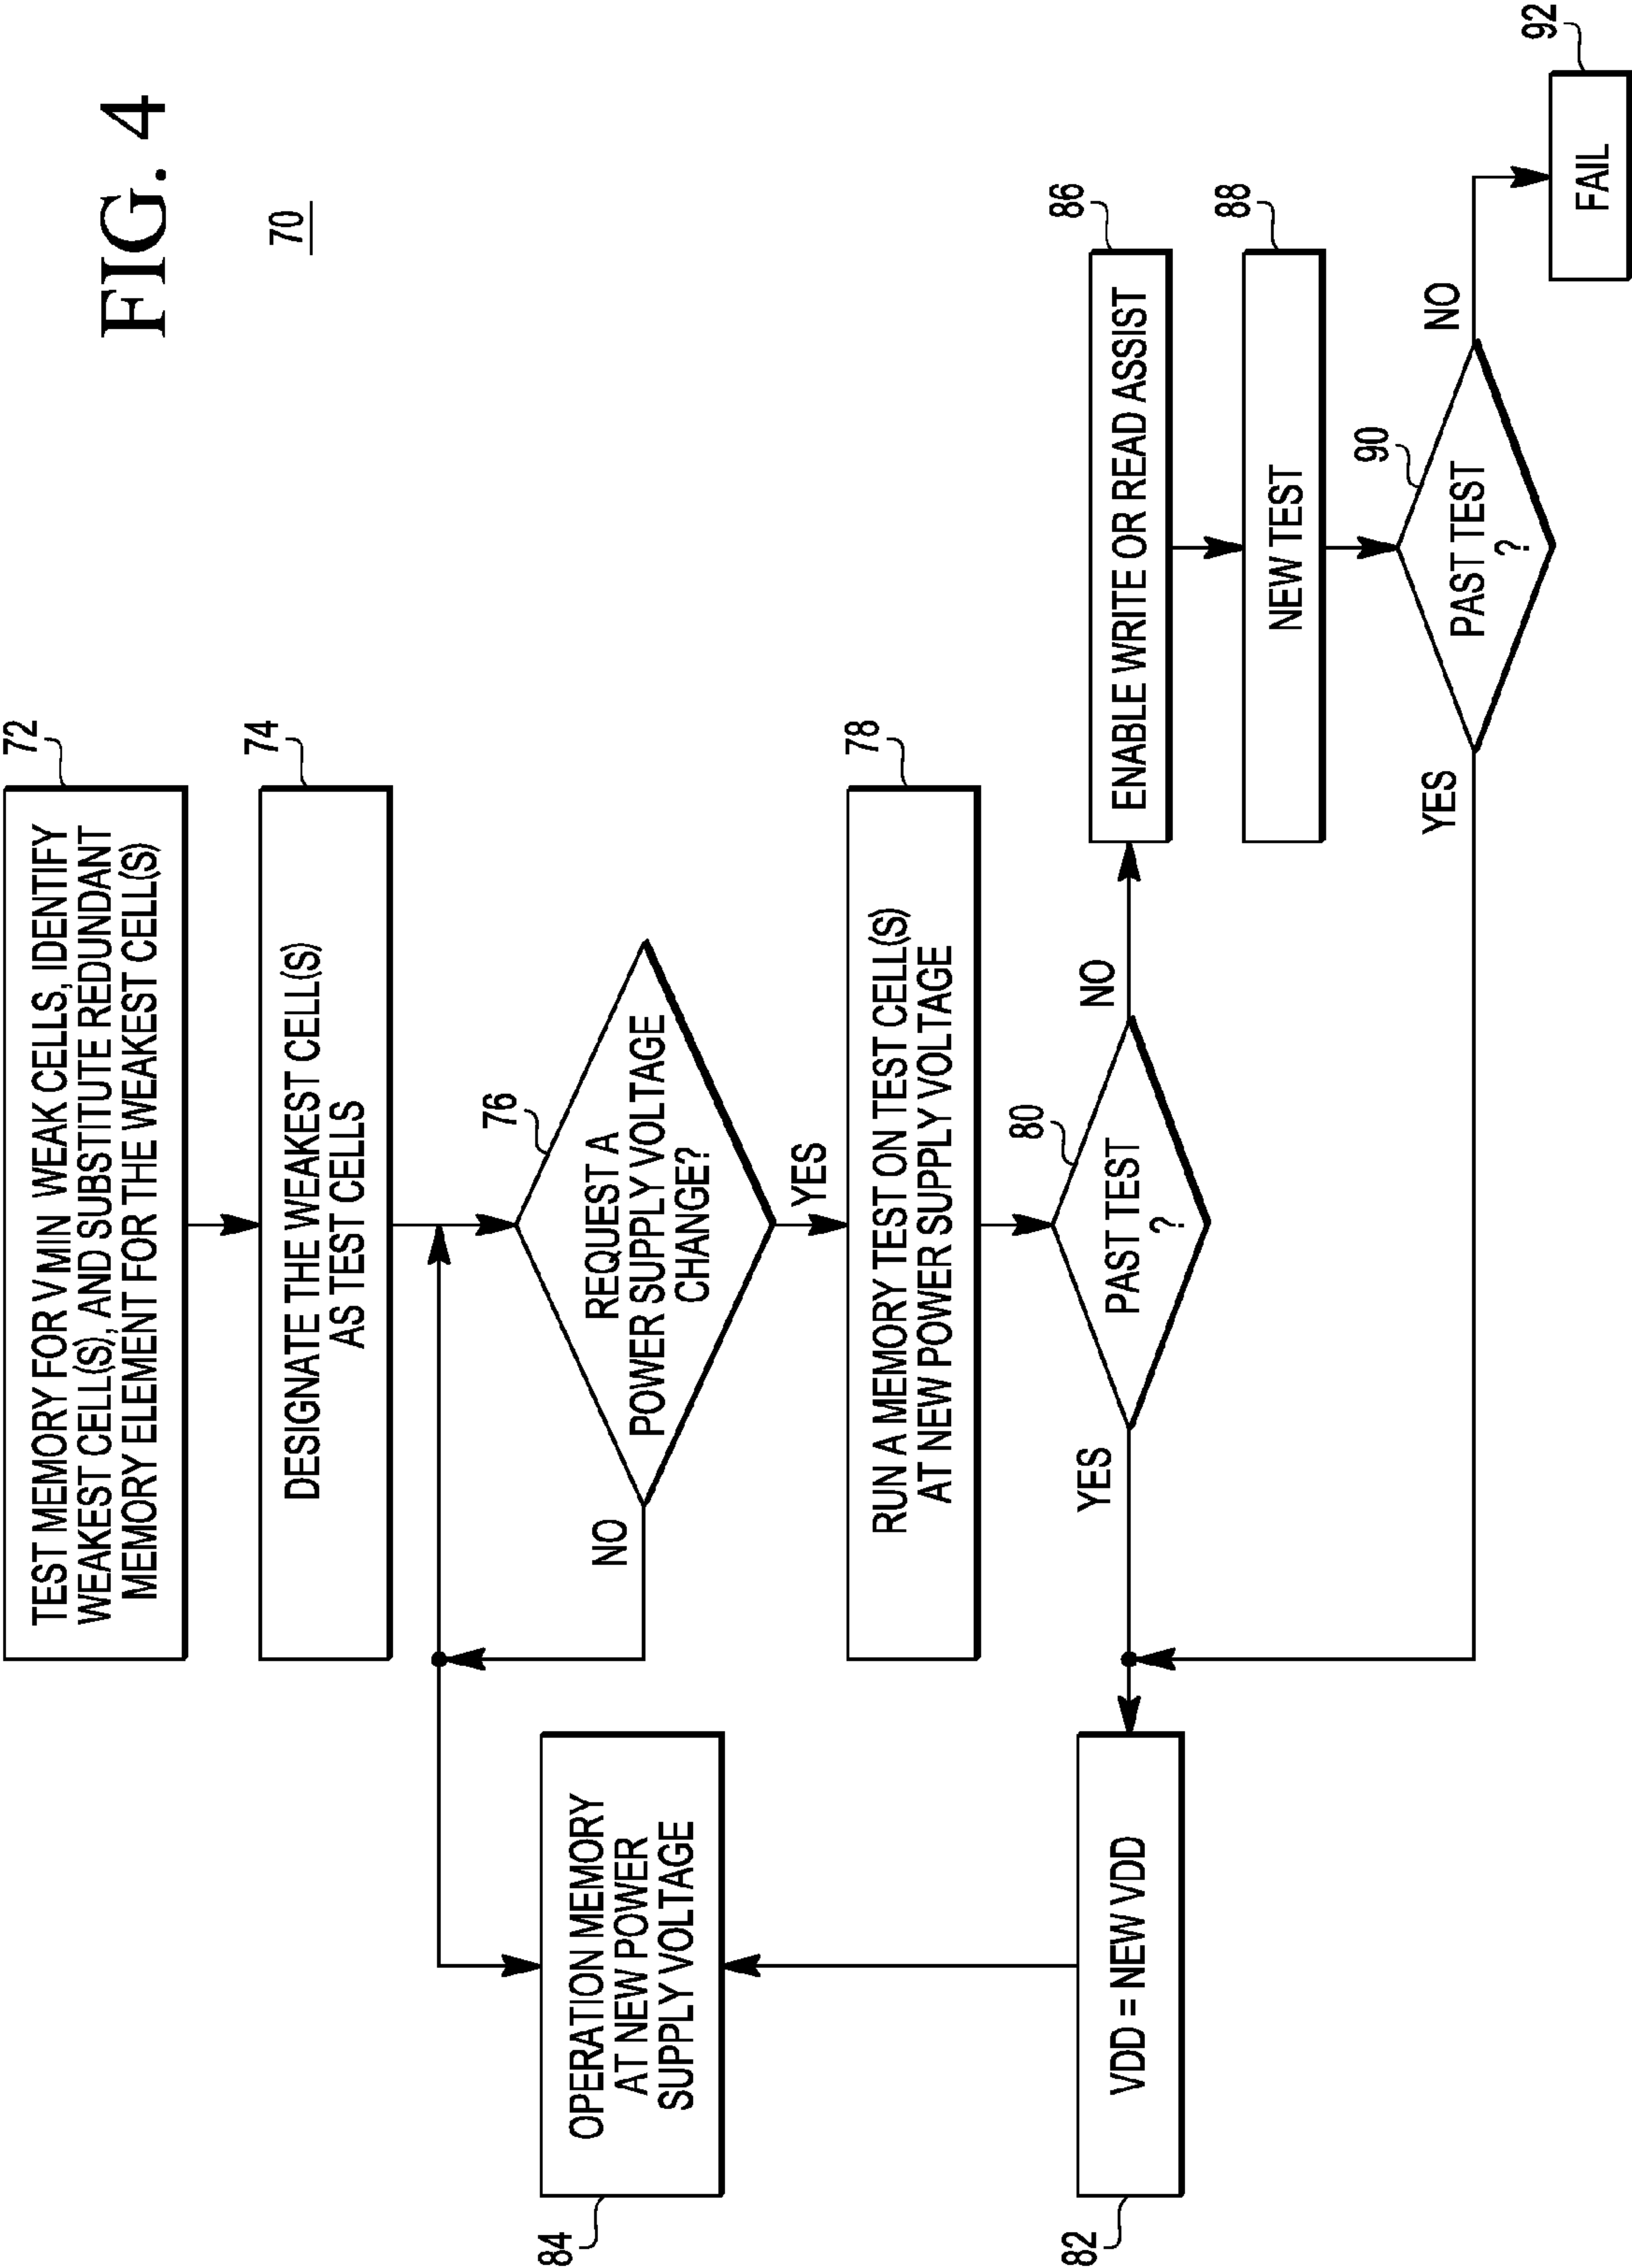 FIG. 4
70
72
TEST MEMORY FOR VMIN WEAK CELLS, IDENTIFY
WEAKEST CELL(S), AND SUBSTITUTE REDUNDANT
MEMORY ELEMENT FOR THE WEAKEST CELL(S)
74
DESIGNATE THE WEAKEST CELL(S)
AS TEST CELLS
76
REQUEST A
POWER SUPPLY VOLTAGE
CHANGE?
NO
YES
84
OPERATION MEMORY
AT NEW POWER
SUPPLY VOLTAGE
78
RUN A MEMORY TEST ON TEST CELL(S)
AT NEW POWER SUPPLY VOLTAGE
80
PAST TEST
?
YES
NO
82
VDD = NEW VDD
86
ENABLE WRITE OR READ ASSIST
88
NEW TEST
90
PAST TEST
?
YES
NO
92
FAIL